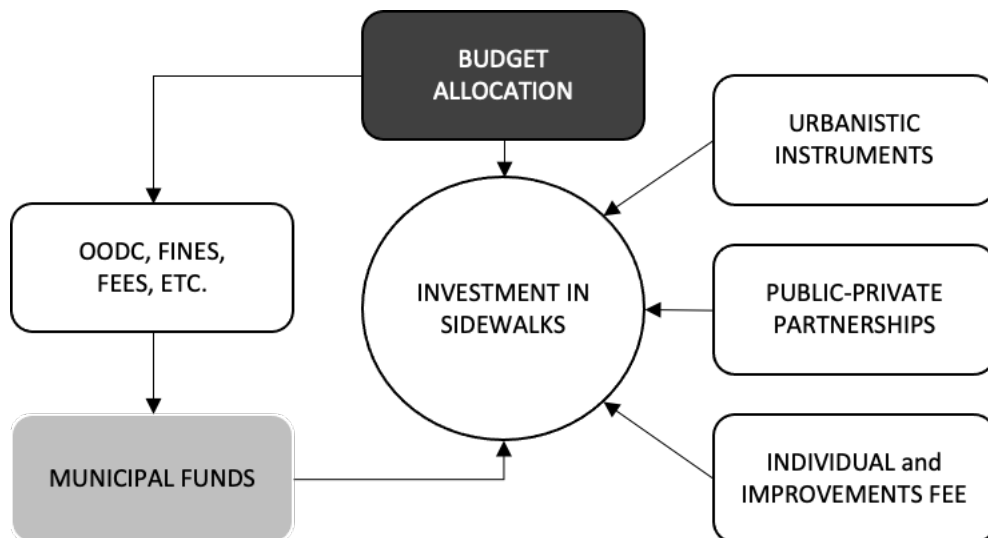 BUDGET
ALLOCATION
URBANISTIC
INSTRUMENTS
OODC, FINES,
FEES, ETC.
INVESTMENT IN
SIDEWALKS
PUBLIC-PRIVATE
PARTNERSHIPS
MUNICIPAL FUNDS
INDIVIDUAL and
IMPROVEMENTS FEE